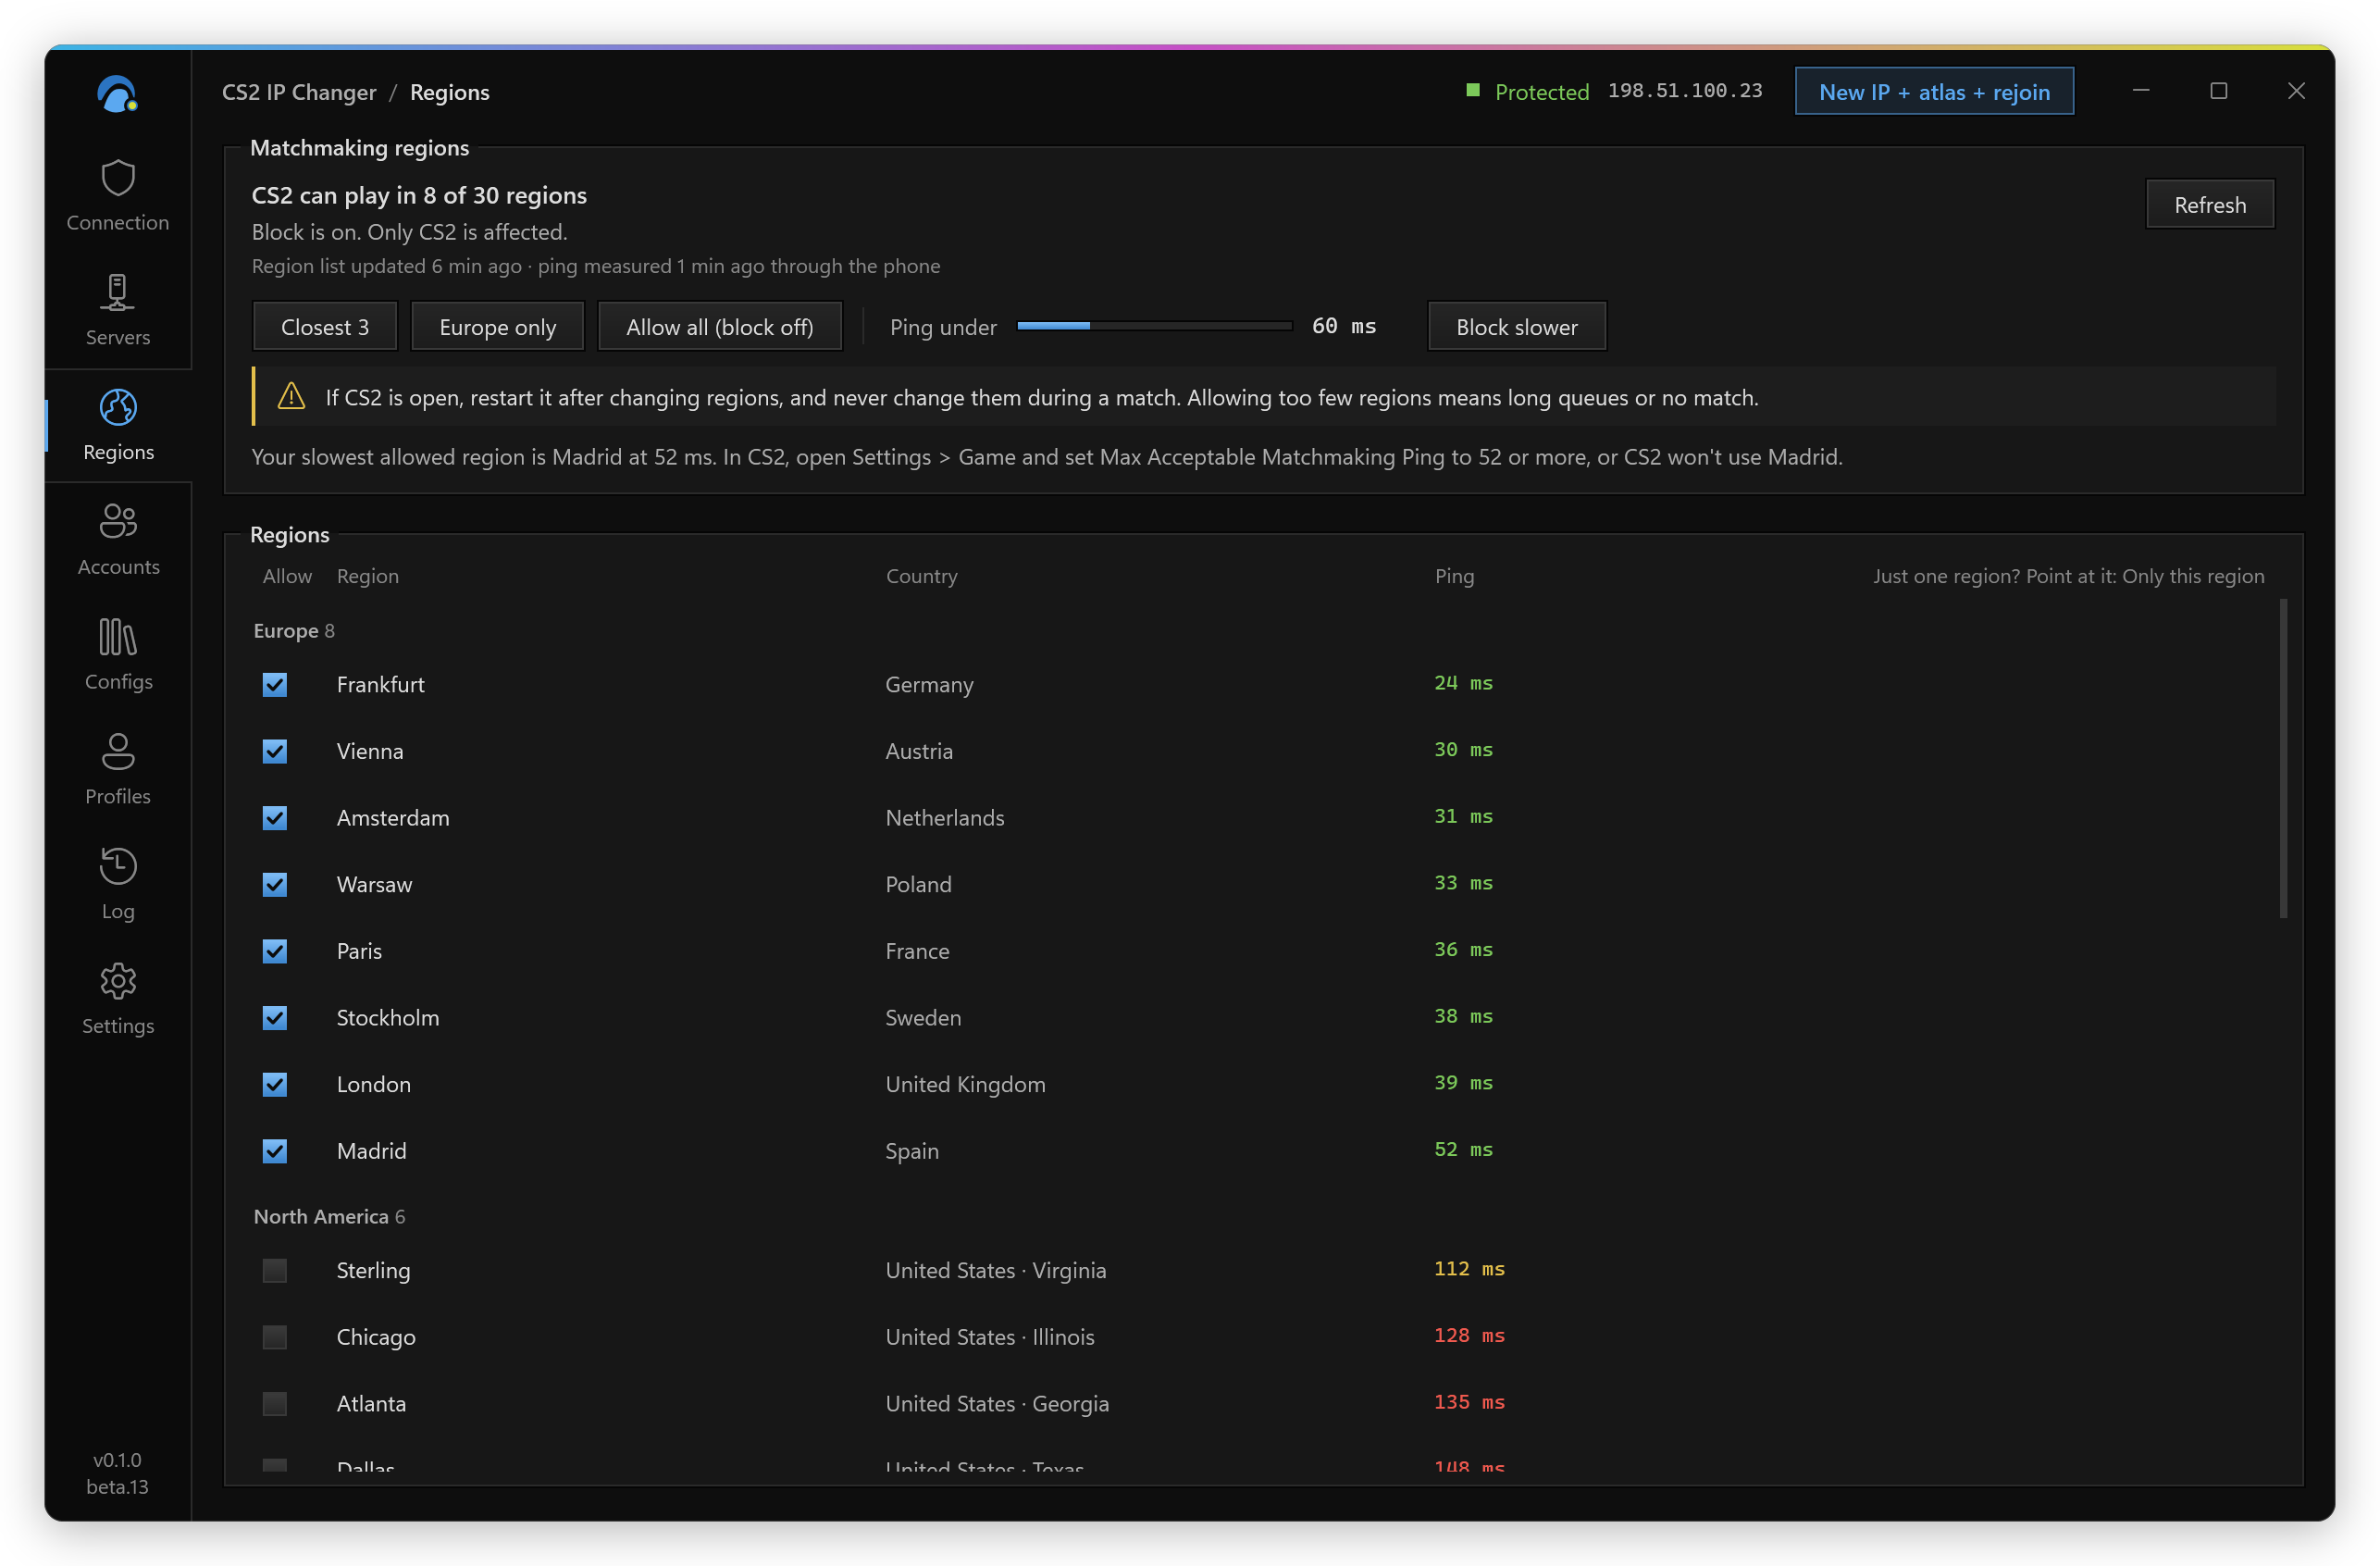 CS2 IP Changer / Regions
Protected 198.51.100.23 New IP + atlas + rejoin
Connection
Servers
Regions
Accounts
Configs
Profiles
Log
Settings
v0.1.0
beta.13
Matchmaking regions
CS2 can play in 8 of 30 regions
Refresh
Block is on. Only CS2 is affected.
Region list updated 6 min ago · ping measured 1 min ago through the phone
Closest 3 Europe only Allow all (block off) Ping under 60 ms Block slower
If CS2 is open, restart it after changing regions, and never change them during a match. Allowing too few regions means long queues or no match.
Your slowest allowed region is Madrid at 52 ms. In CS2, open Settings > Game and set Max Acceptable Matchmaking Ping to 52 or more, or CS2 won't use Madrid.
Regions
Allow Region Country Ping Just one region? Point at it: Only this region
Europe 8
Frankfurt Germany 24 ms
Vienna Austria 30 ms
Amsterdam Netherlands 31 ms
Warsaw Poland 33 ms
Paris France 36 ms
Stockholm Sweden 38 ms
London United Kingdom 39 ms
Madrid Spain 52 ms
North America 6
Sterling United States · Virginia 112 ms
Chicago United States · Illinois 128 ms
Atlanta United States · Georgia 135 ms
Dallas United States · Texas 148 ms